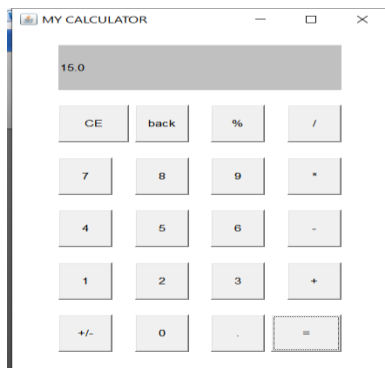 MY CALCULATOR
15.0
CE back % /
7 8 9 *
4 5 6 -
1 2 3 +
+/- 0 . =